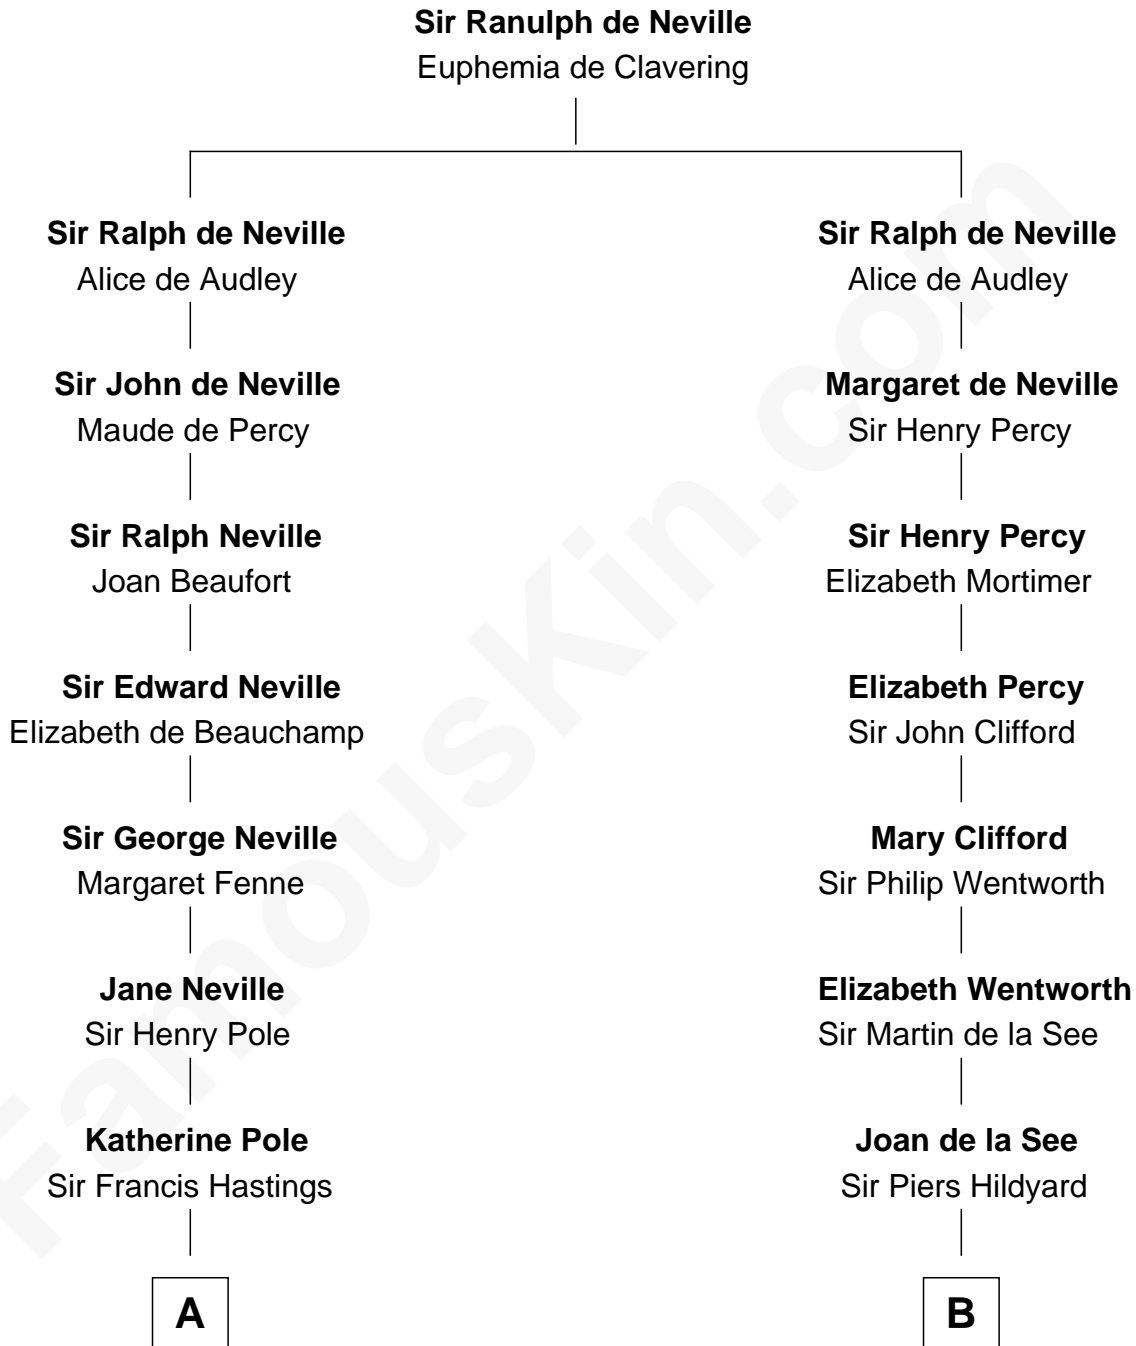 Sir Ranulph de Neville
Euphemia de Clavering
Sir Ralph de Neville
Alice de Audley
Sir John de Neville
Maude de Percy
Sir Ralph Neville
Joan Beaufort
Sir Edward Neville
Elizabeth de Beauchamp
Sir George Neville
Margaret Fenne
Jane Neville
Sir Henry Pole
Katherine Pole
Sir Francis Hastings
A
Sir Ralph de Neville
Alice de Audley
Margaret de Neville
Sir Henry Percy
Sir Henry Percy
Elizabeth Mortimer
Elizabeth Percy
Sir John Clifford
Mary Clifford
Sir Philip Wentworth
Elizabeth Wentworth
Sir Martin de la See
Joan de la See
Sir Piers Hildyard
B
FamousKin.com